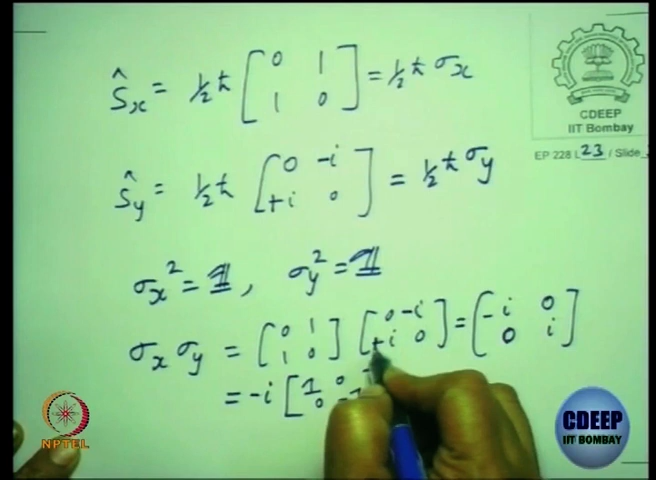 Ŝx = ½ħ [0 1; 1 0] = ½ħ σx
Ŝy = ½ħ [0 -i; +i 0] = ½ħ σy
σx² = 𝟙, σy² = 𝟙
σx σy = [0 1; 1 0] [0 -i; +i 0] = [-i 0; 0 i]
= -i [1 0; 0 -1
CDEEP
IIT Bombay
EP 228 L 23 / Slide
NPTEL
CDEEP
IIT BOMBAY